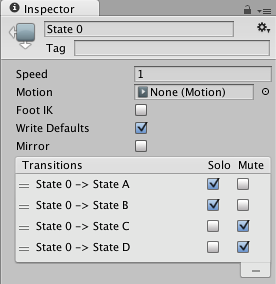 Inspector
State 0
Tag
Speed 1
Motion None (Motion)
Foot IK
Write Defaults
Mirror
Transitions Solo Mute
State 0 -> State A
State 0 -> State B
State 0 -> State C
State 0 -> State D